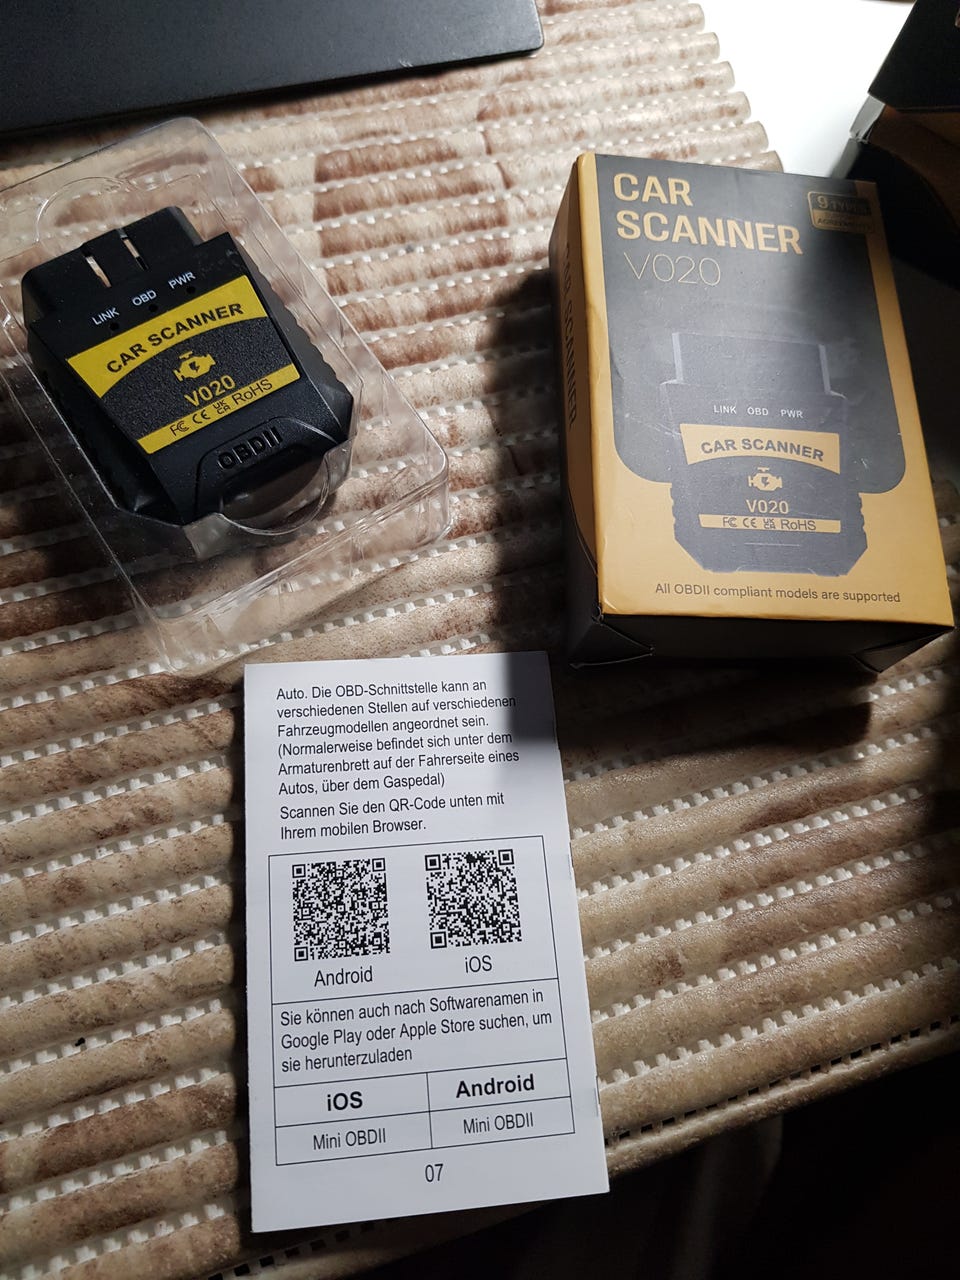 LINK OBD PWR
CAR SCANNER
V020
FC CE UKCA RoHS
OBDII
CAR
SCANNER
V020
CAR SCANNER
LINK OBD PWR
CAR SCANNER
V020
FC CE UKCA RoHS
All OBDII compliant models are supported
Auto. Die OBD-Schnittstelle kann an
verschiedenen Stellen auf verschiedenen
Fahrzeugmodellen angeordnet sein.
(Normalerweise befindet sich unter dem
Armaturenbrett auf der Fahrerseite eines
Autos, über dem Gaspedal)
Scannen Sie den QR-Code unten mit
Ihrem mobilen Browser.
Android iOS
Sie können auch nach Softwarenamen in
Google Play oder Apple Store suchen, um
sie herunterzuladen
iOS Android
Mini OBDII Mini OBDII
07